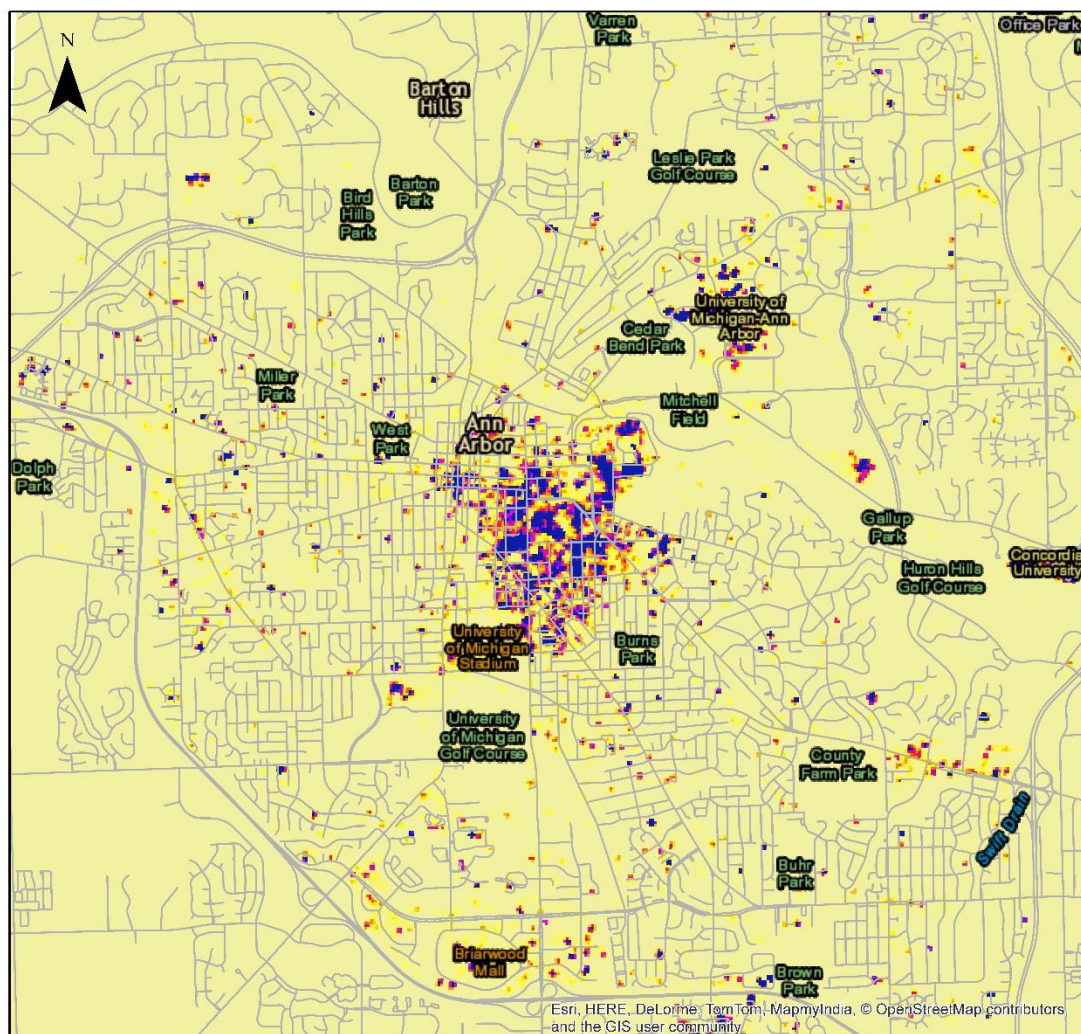 N
Varren
Park
Office Park
Barton
Hills
Leslie Park
Golf Course
Barton
Park
Bird
Hills
Park
University of
Michigan-Ann
Arbor
Cedar
Bend Park
Miller
Park
Mitchell
Field
Ann
Arbor
West
Park
Dolph
Park
Gallup
Park
Concordia
University
Huron Hills
Golf Course
University
of Michigan
Stadium
Burns
Park
University
of Michigan
Golf Course
County
Farm Park
Swift Drain
Buhr
Park
Briarwood
Mall
Brown
Park
Esri, HERE, DeLorme, TomTom, MapmyIndia, © OpenStreetMap contributors,
and the GIS user community